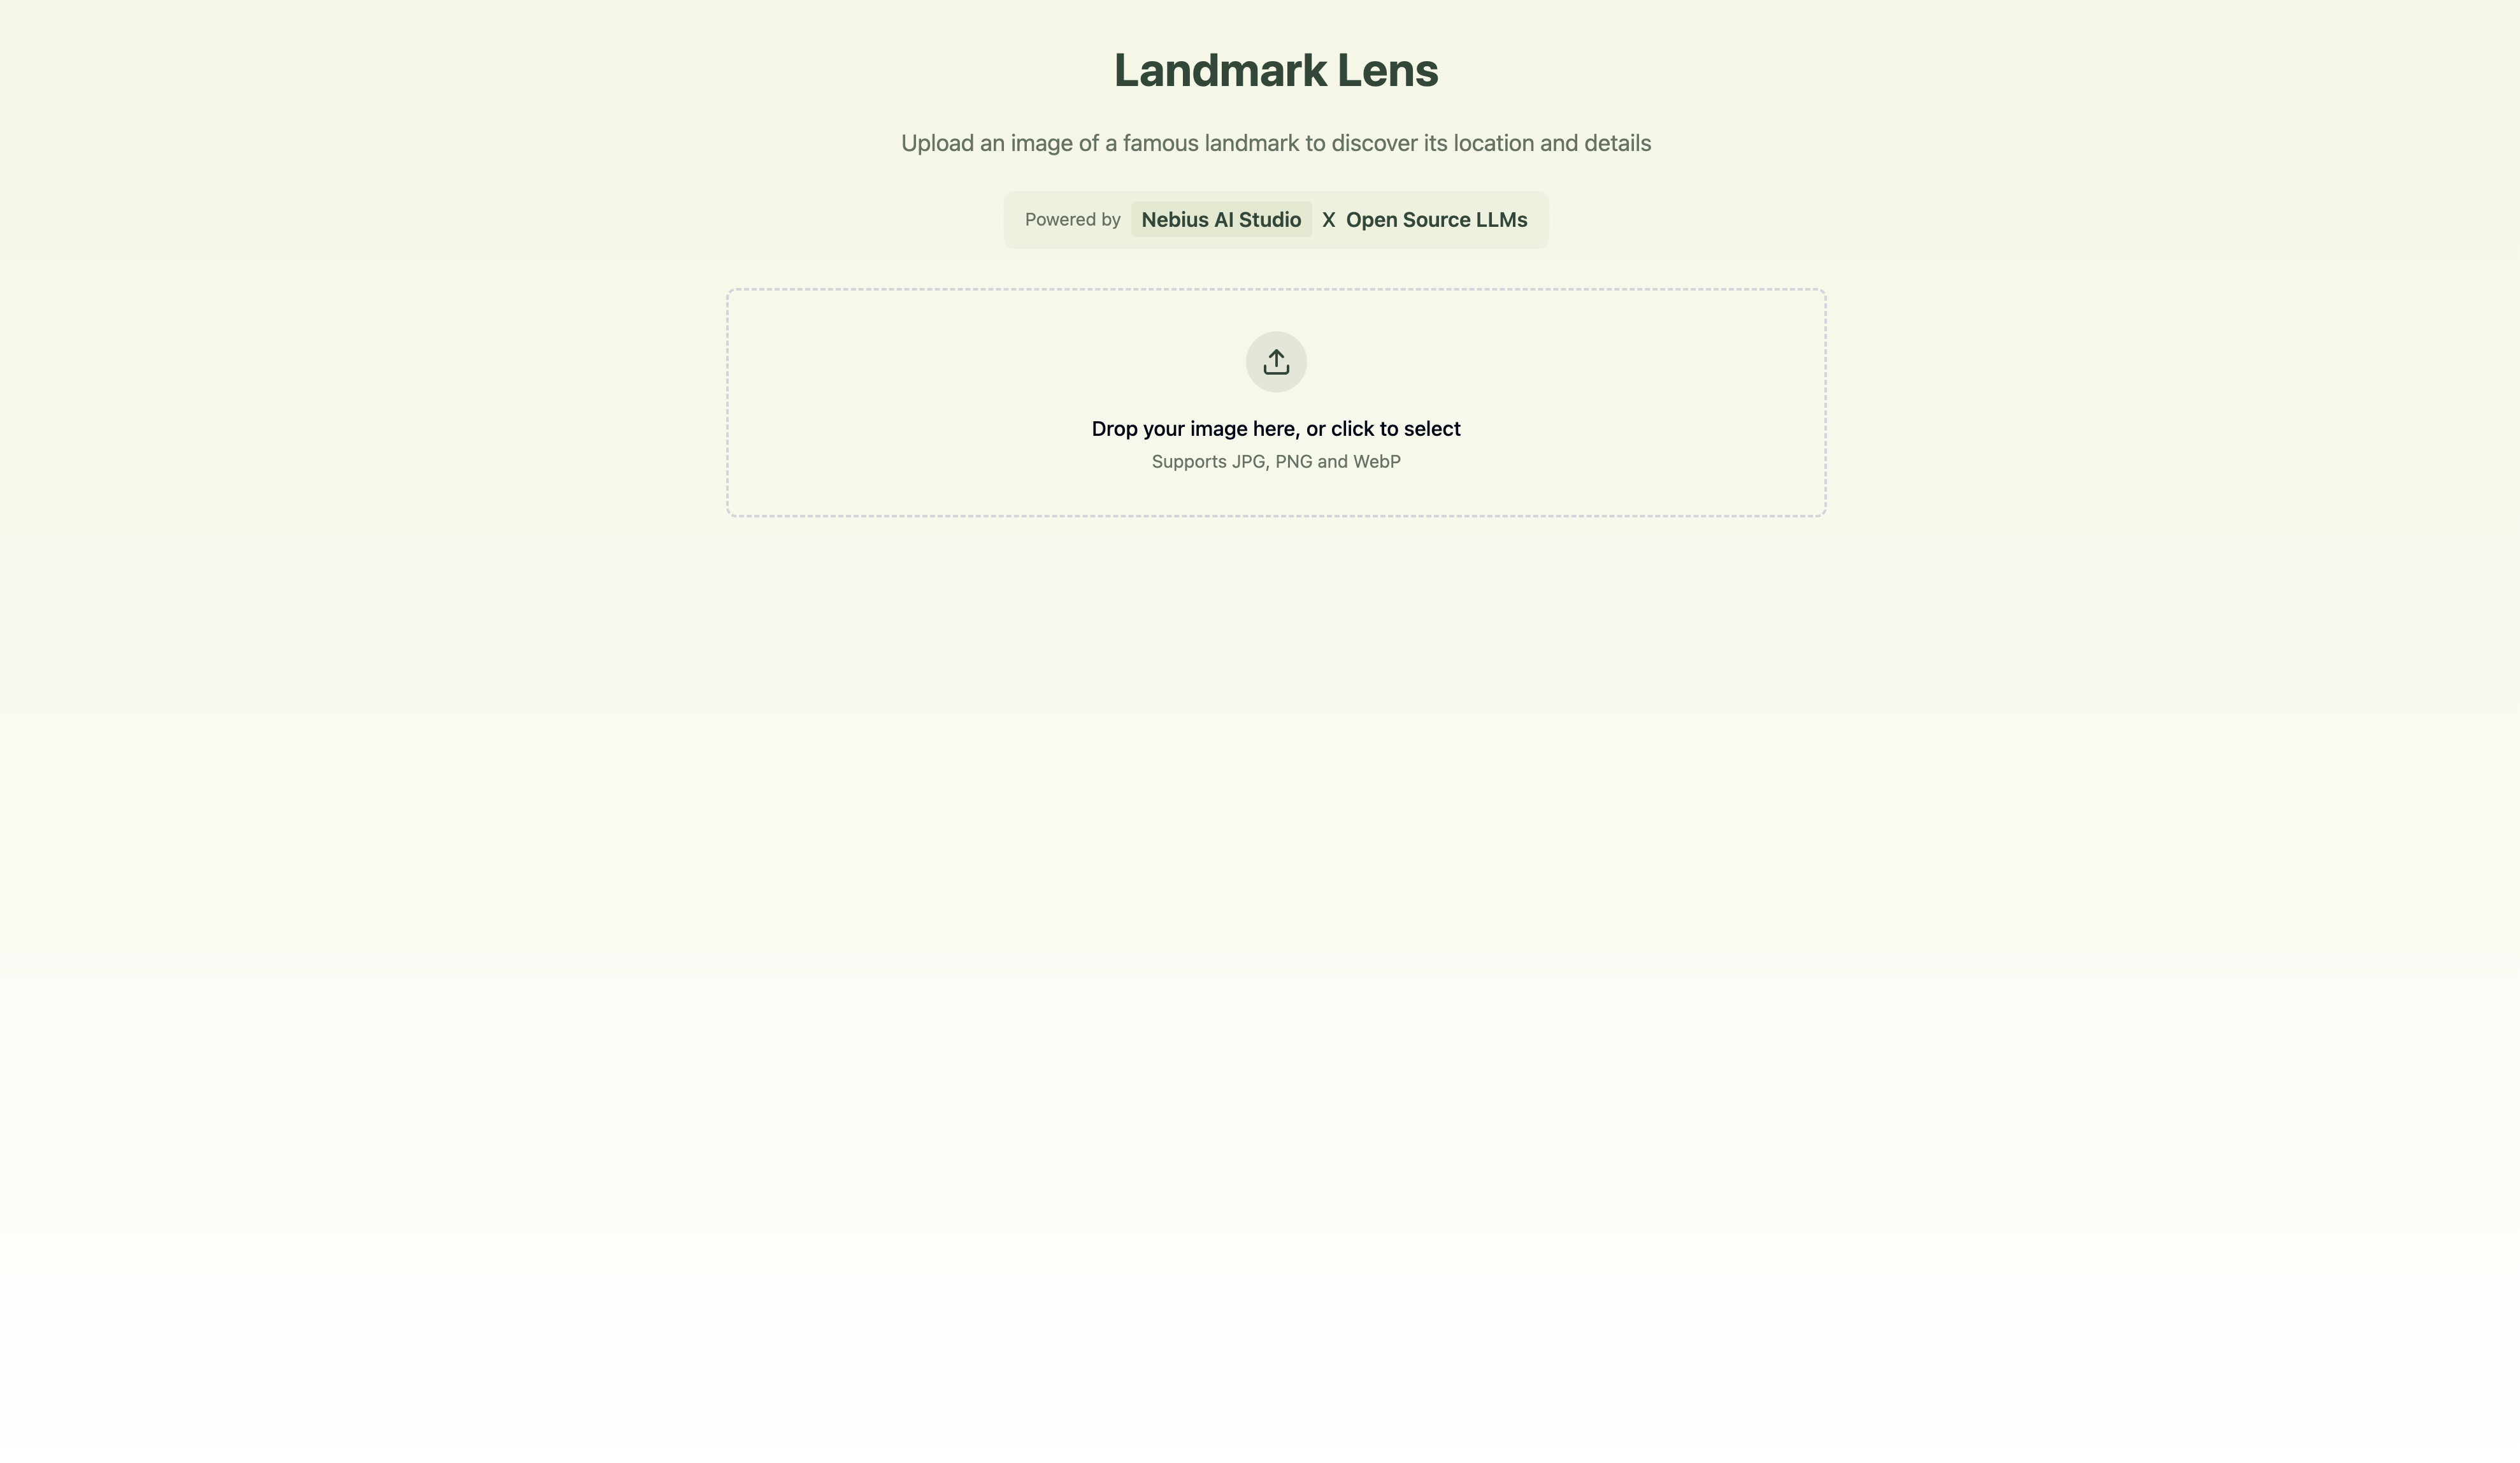 Landmark Lens
Upload an image of a famous landmark to discover its location and details
Powered by Nebius AI Studio X Open Source LLMs
Drop your image here, or click to select
Supports JPG, PNG and WebP